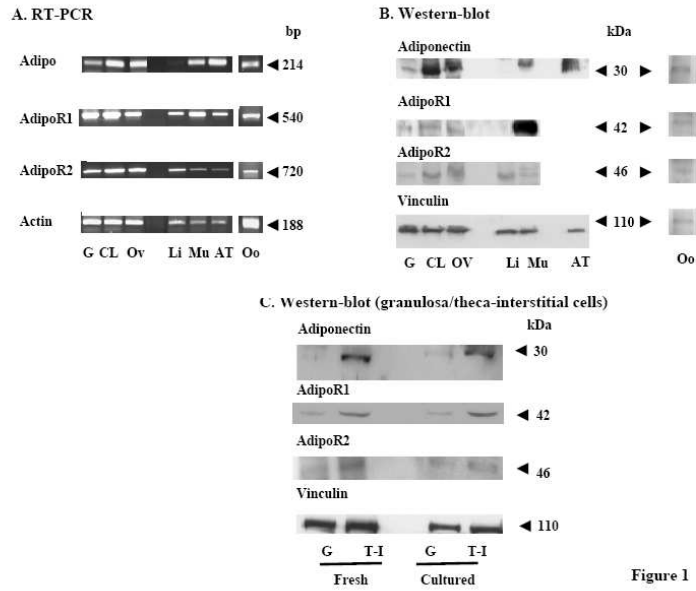 A. RT-PCR
bp
Adipo
214
AdipoR1
540
AdipoR2
720
Actin
188
G CL Ov Li Mu AT Oo
B. Western-blot
kDa
Adiponectin
30
AdipoR1
42
AdipoR2
46
Vinculin
110
G CL OV Li Mu AT Oo
C. Western-blot (granulosa/theca-interstitial cells)
kDa
Adiponectin
30
AdipoR1
42
AdipoR2
46
Vinculin
110
G T-I G T-I
Fresh Cultured
Figure 1